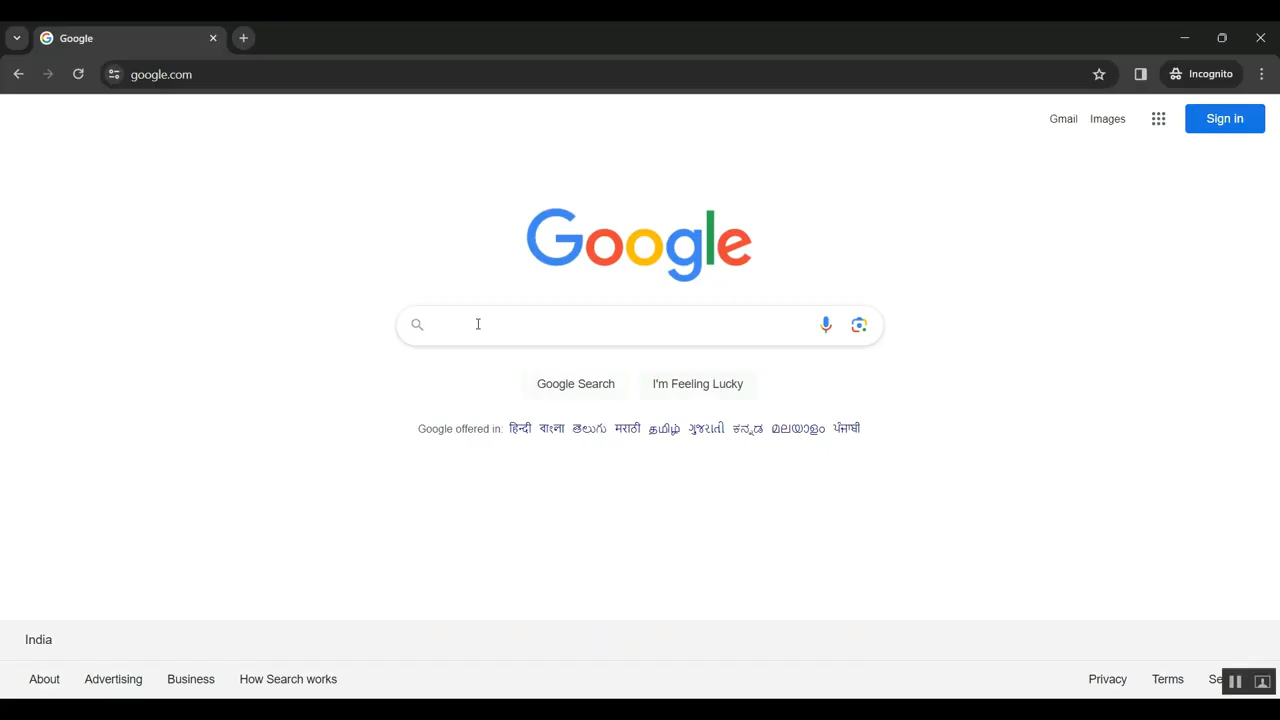 Google
google.com
Incognito
Gmail Images Sign in
Google
Google Search I'm Feeling Lucky
Google offered in: हिन्दी বাংলা తెలుగు मराठी தமிழ் ગુજરાતી ಕನ್ನಡ മലയാളം ਪੰਜਾਬੀ
India
About Advertising Business How Search works Privacy Terms Se